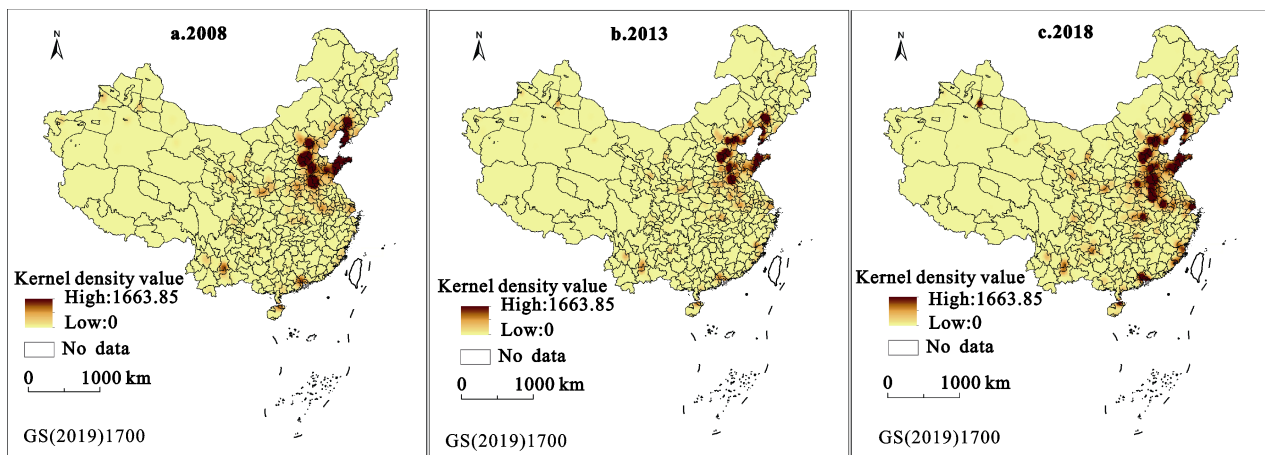 a.2008
N
Kernel density value
High:1663.85
Low:0
No data
0 1000 km
GS(2019)1700
b.2013
N
Kernel density value
High:1663.85
Low:0
No data
0 1000 km
GS(2019)1700
c.2018
N
Kernel density value
High:1663.85
Low:0
No data
0 1000 km
GS(2019)1700